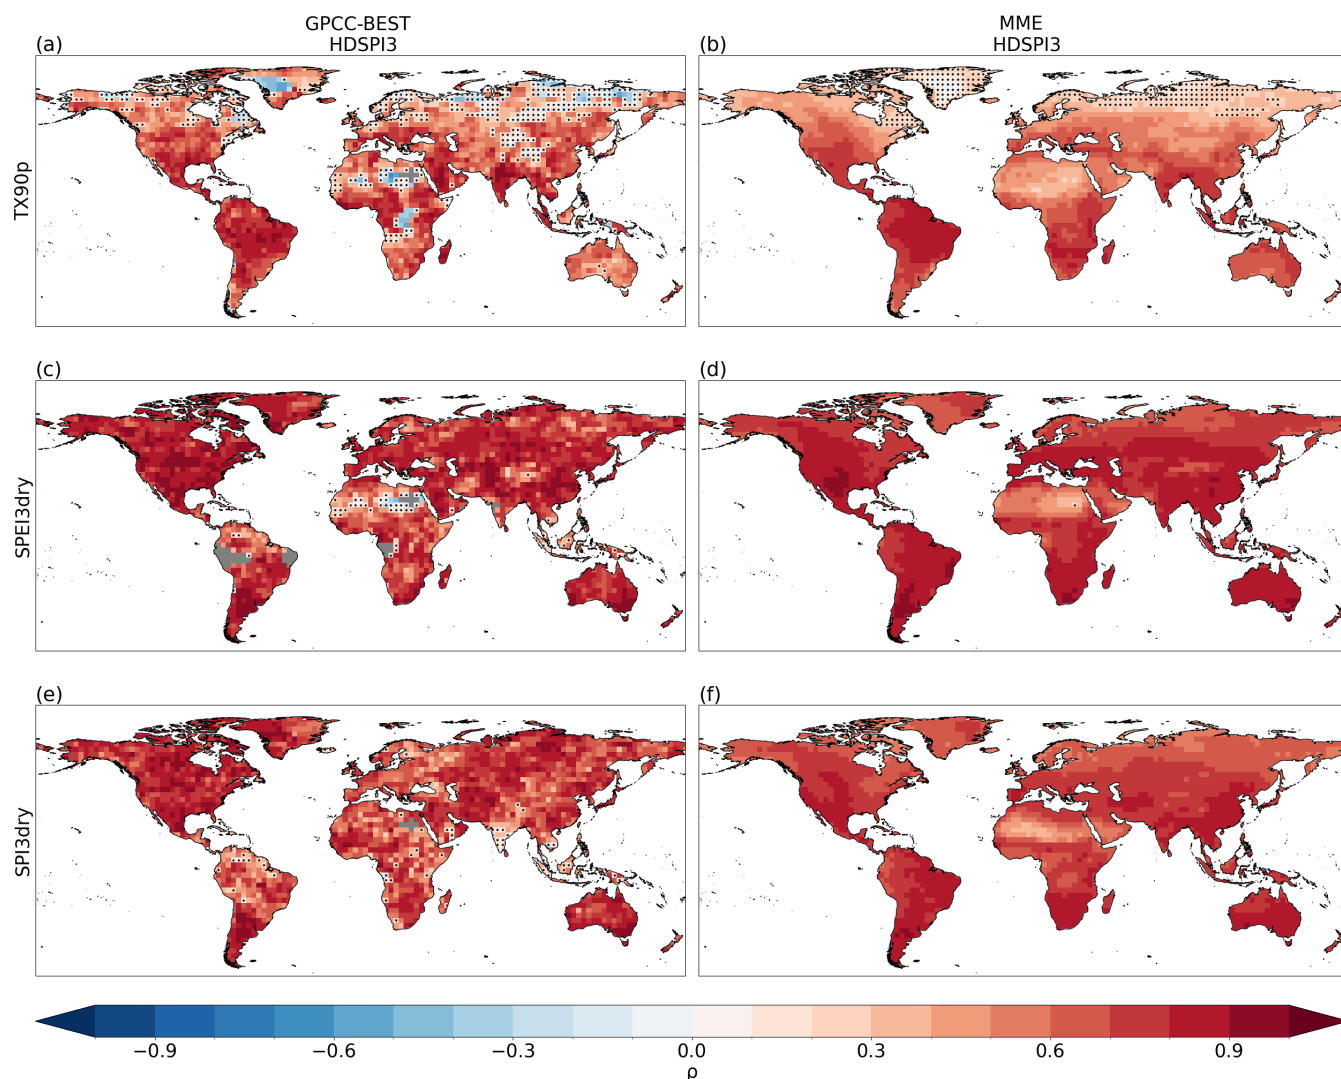 GPCC-BEST
HDSPI3
MME
HDSPI3
(a)
(b)
TX90p
(c)
(d)
SPEI3dry
(e)
(f)
SPI3dry
−0.9 −0.6 −0.3 0.0 0.3 0.6 0.9
ρ